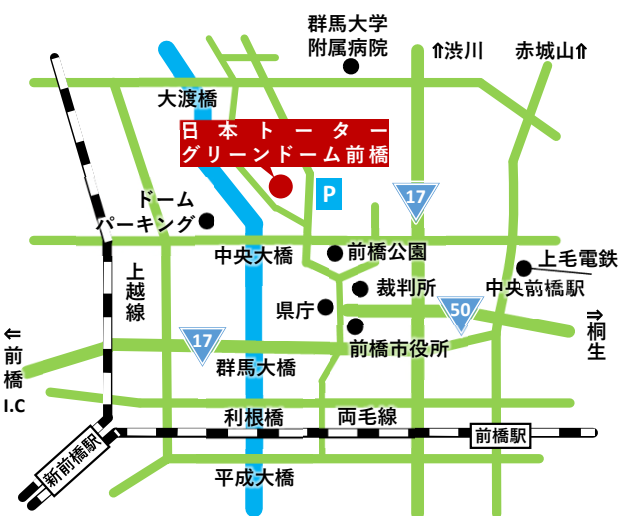 群馬大学
附属病院
⇑渋川
赤城山⇑
大渡橋
日本トーター
グリーンドーム前橋
P
17
ドーム
パーキング
中央大橋
前橋公園
上毛電鉄
中央前橋駅
上越線
裁判所
県庁
50
⇒桐生
17
前橋市役所
⇐前橋
I.C
群馬大橋
利根橋
両毛線
前橋駅
新前橋駅
平成大橋